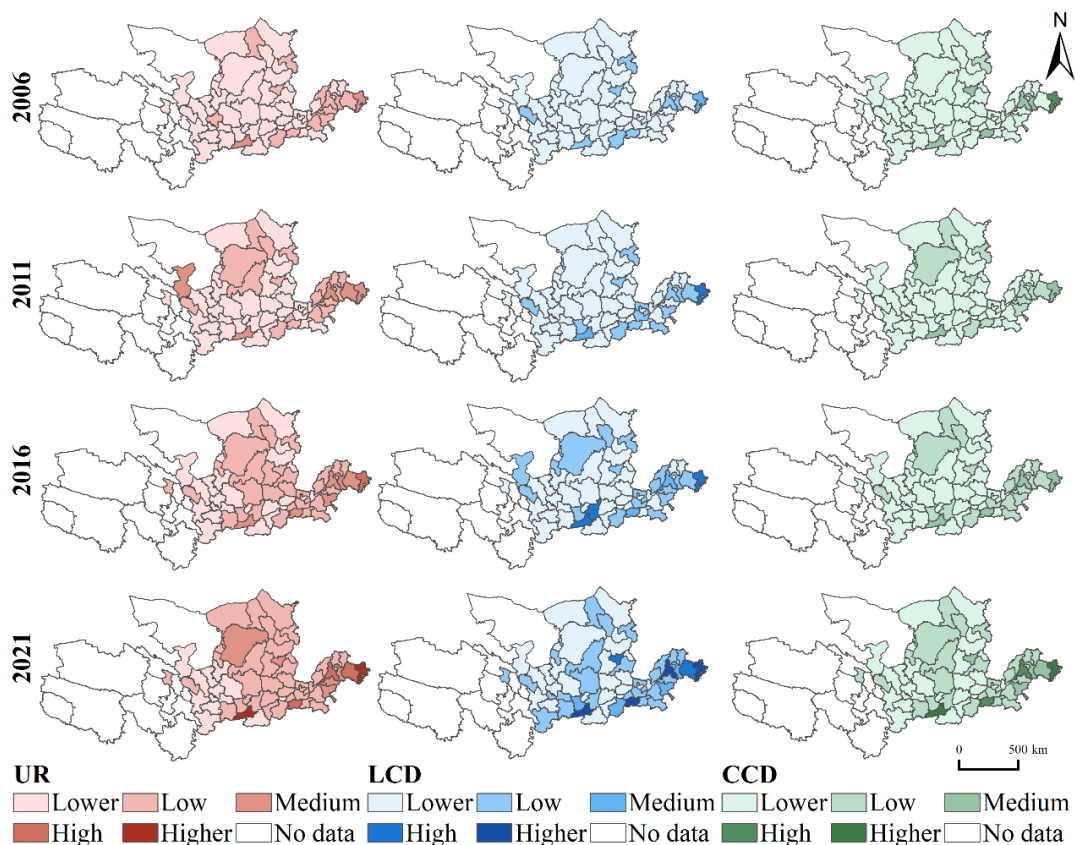 N
2006
2011
2016
2021
0 500 km
UR LCD CCD
Lower Low Medium Lower Low Medium Lower Low Medium
High Higher No data High Higher No data High Higher No data